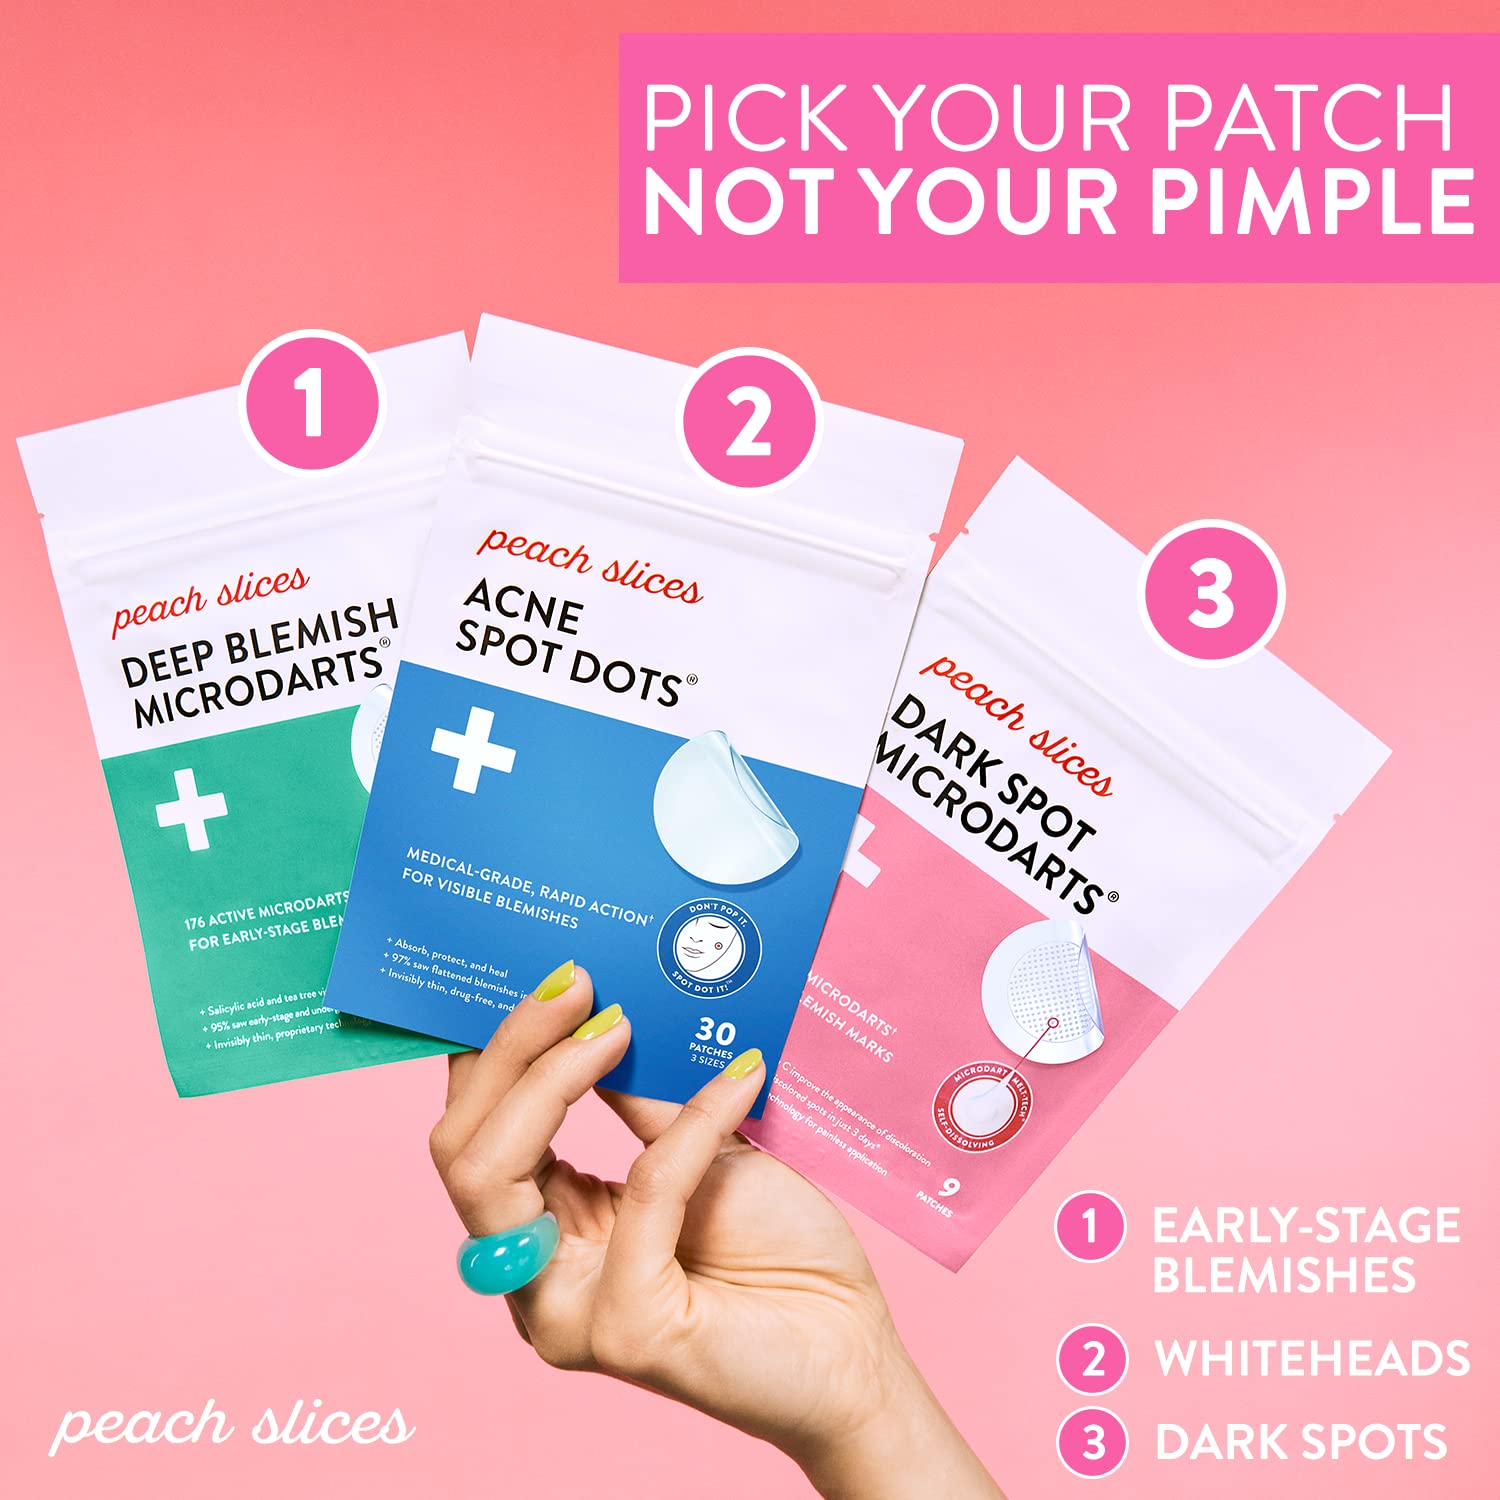 PICK YOUR PATCH
NOT YOUR PIMPLE
1
2
3
peach slices
DEEP BLEMISH
MICRODARTS®
176 ACTIVE MICRODARTS
FOR EARLY-STAGE
+ Salicylic acid and tea tree
+ 95% saw early-stage and
+ Invisibly thin, proprietary
peach slices
ACNE
SPOT DOTS®
MEDICAL-GRADE, RAPID ACTION†
FOR VISIBLE BLEMISHES
+ Absorb, protect, and heal
+ 97% saw flattened blemishes in
+ Invisibly thin, drug-free, and
DON'T POP IT.
SPOT DOT IT!™
30
PATCHES
3 SIZES
peach slices
DARK SPOT
MICRODARTS®
MICRODARTS†
BLEMISH MARKS
C improve the appearance of discoloration
discolored spots in just 3 days*
technology for painless application
MICRODART MELT-TECH™
SELF-DISSOLVING
9
PATCHES
1 EARLY-STAGE
BLEMISHES
2 WHITEHEADS
3 DARK SPOTS
peach slices